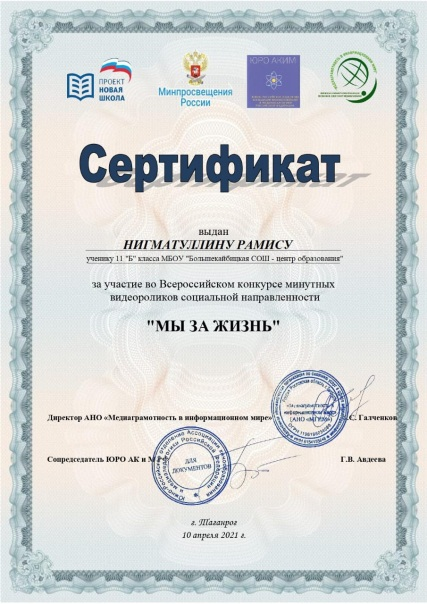 ПРОЕКТ
НОВАЯ
ШКОЛА
Минпросвещения
России
ЮРО АКИМ
Сертификат
выдан
НИГМАТУЛЛИНУ РАМИСУ
ученику 11 "Б" класса МБОУ "Большекайбицкая СОШ - центр образования"
за участие во Всероссийском конкурсе минутных
видеороликов социальной направленности
"МЫ ЗА ЖИЗНЬ"
Директор АНО «Медиаграмотность в информационном мире» С. Галченков
Сопредседатель ЮРО АК и М Г.В. Авдеева
ДЛЯ
ДОКУМЕНТОВ
г. Таганрог
10 апреля 2021 г.